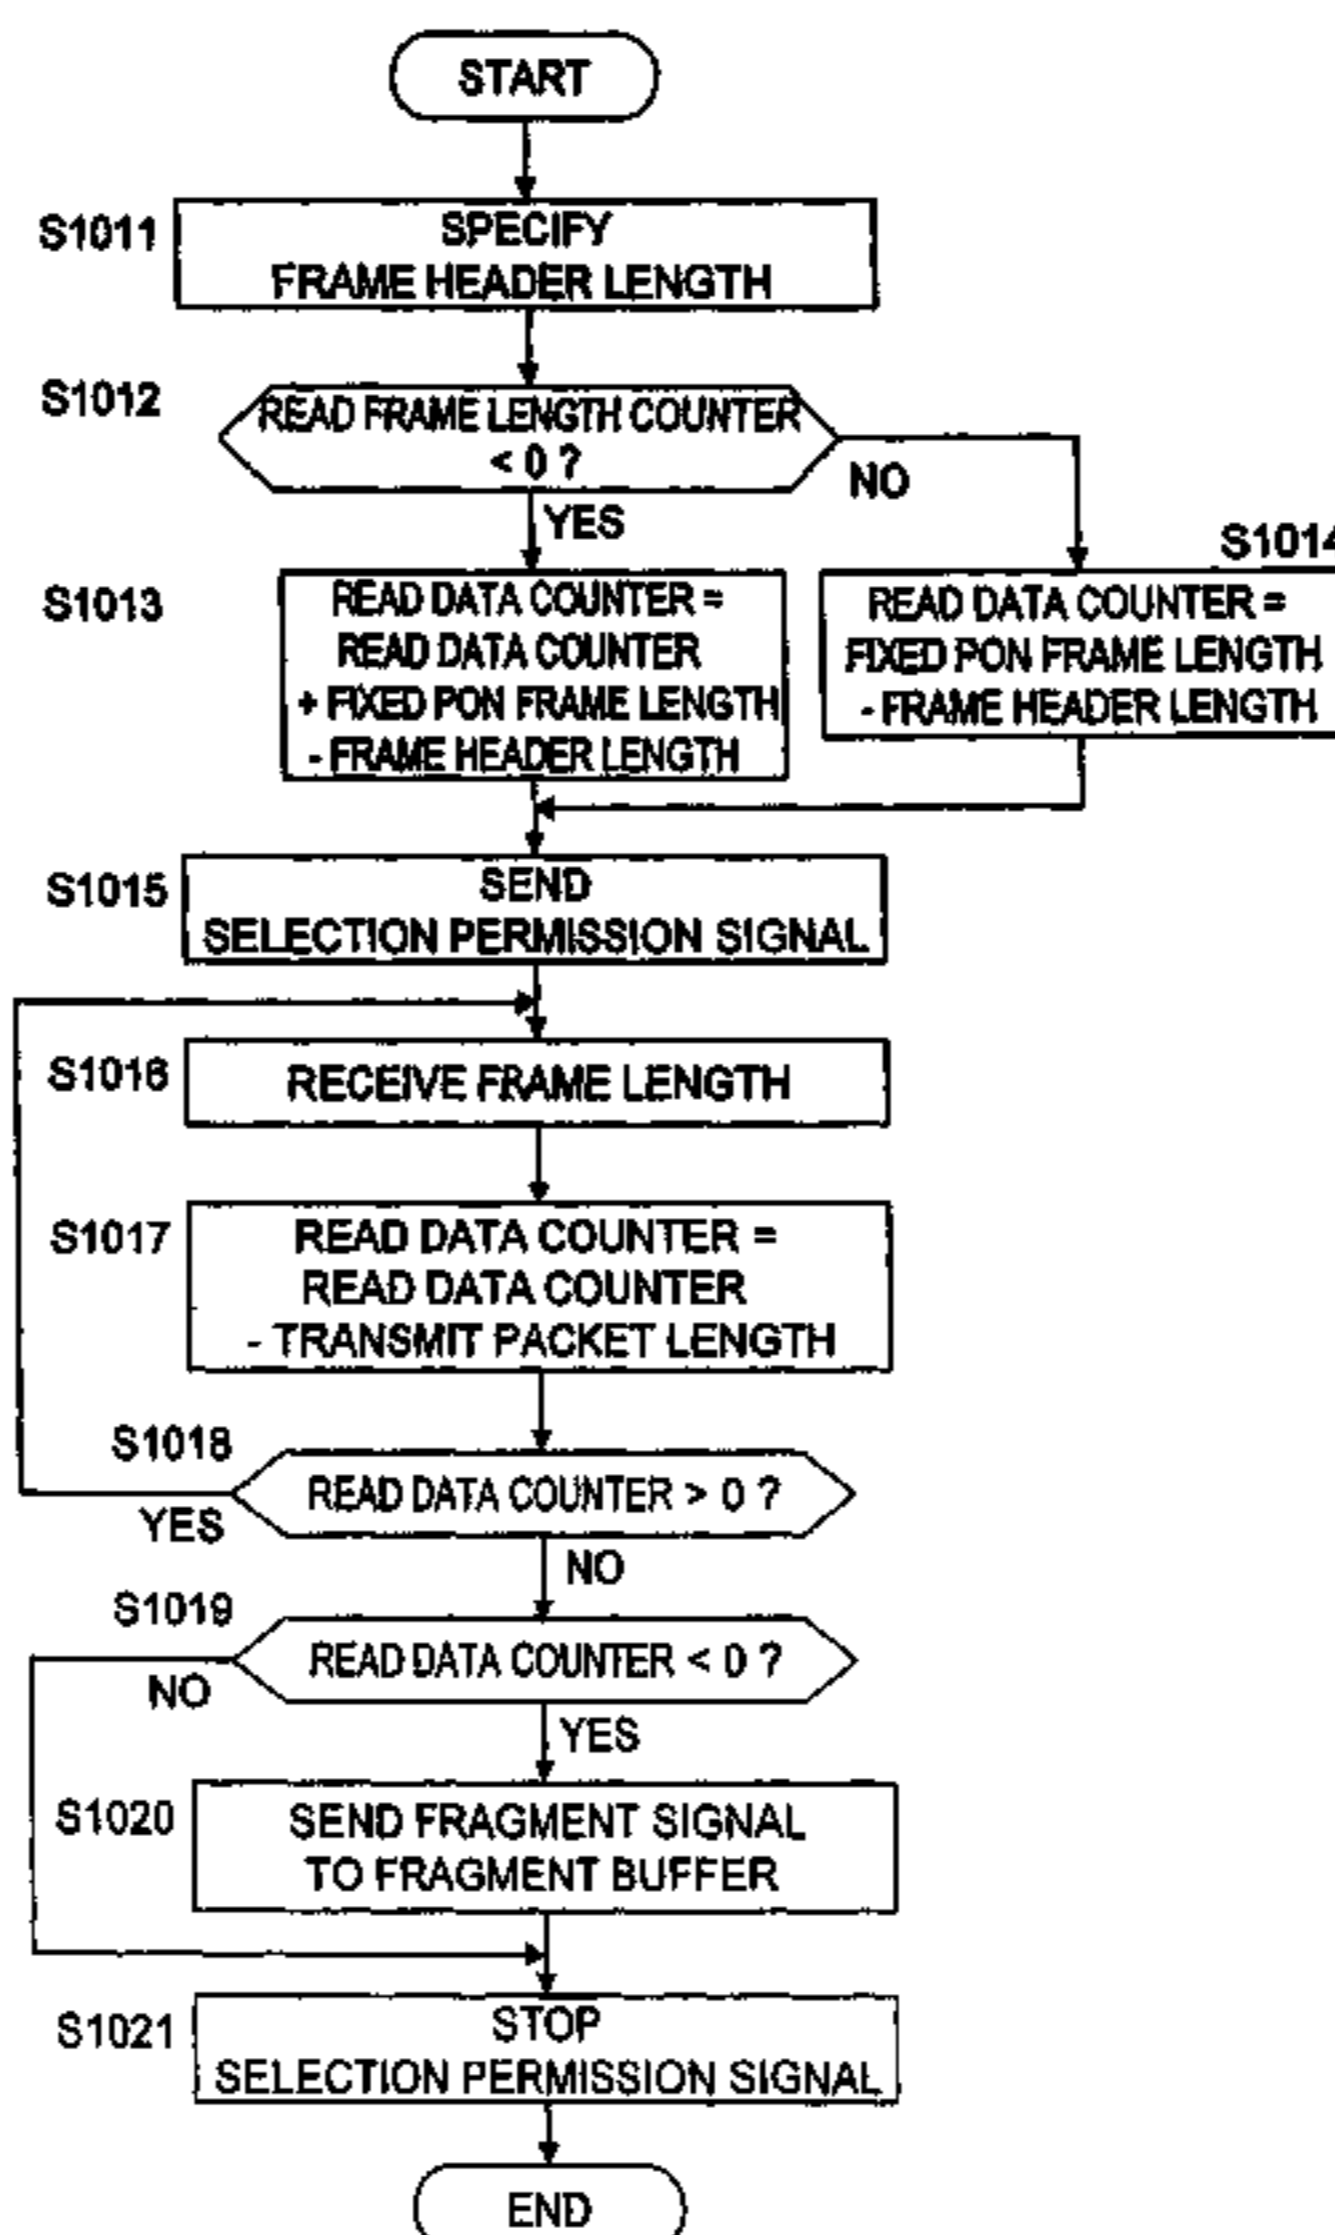 START
S1011
SPECIFY
FRAME HEADER LENGTH
S1012
READ FRAME LENGTH COUNTER
< 0 ?
NO
YES
S1014
S1013
READ DATA COUNTER =
READ DATA COUNTER
+ FIXED PON FRAME LENGTH
- FRAME HEADER LENGTH
READ DATA COUNTER =
FIXED PON FRAME LENGTH
- FRAME HEADER LENGTH
S1015
SEND
SELECTION PERMISSION SIGNAL
S1016
RECEIVE FRAME LENGTH
S1017
READ DATA COUNTER =
READ DATA COUNTER
- TRANSMIT PACKET LENGTH
S1018
READ DATA COUNTER > 0 ?
YES
NO
S1019
READ DATA COUNTER < 0 ?
NO
YES
S1020
SEND FRAGMENT SIGNAL
TO FRAGMENT BUFFER
S1021
STOP
SELECTION PERMISSION SIGNAL
END